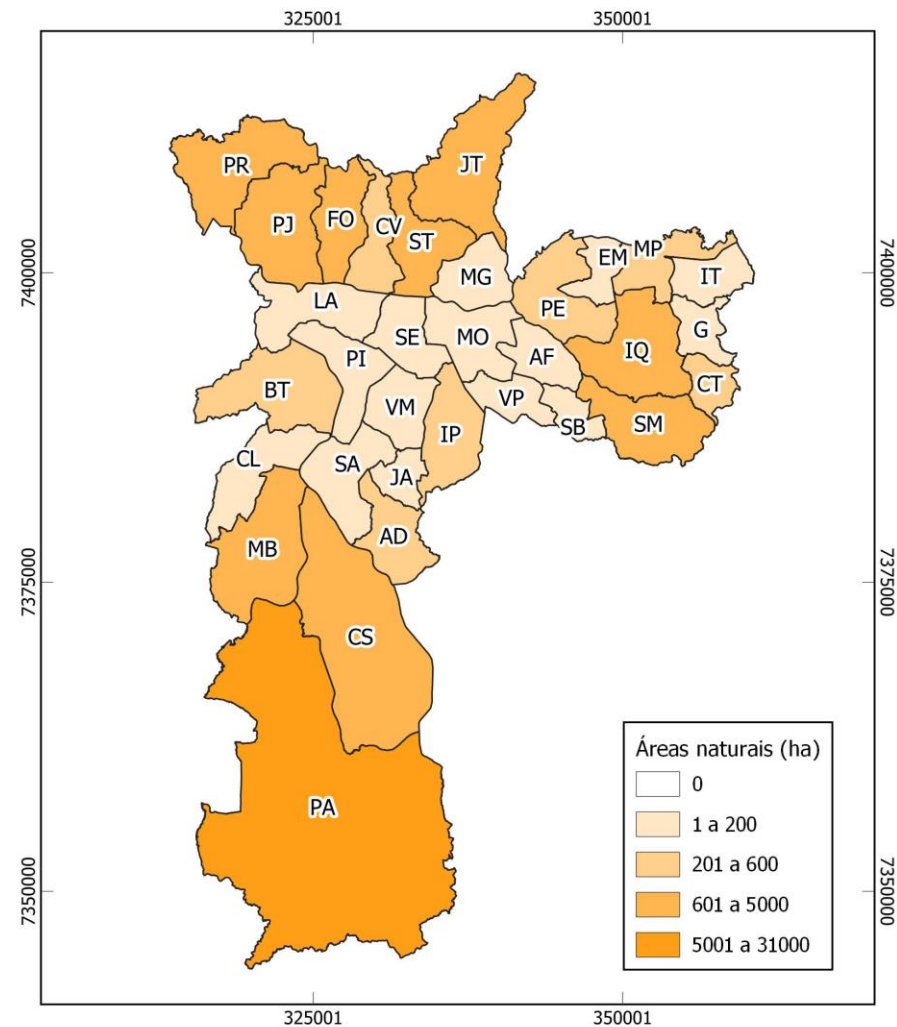 325001
350001
7400000
7400000
7375000
7375000
7350000
7350000
PR
JT
PJ
FO
CV
ST
EM
MP
IT
MG
LA
PE
G
SE
MO
IQ
PI
AF
CT
BT
VP
VM
SB
SM
IP
CL
SA
JA
AD
MB
CS
PA
Áreas naturais (ha)
0
1 a 200
201 a 600
601 a 5000
5001 a 31000
325001
350001